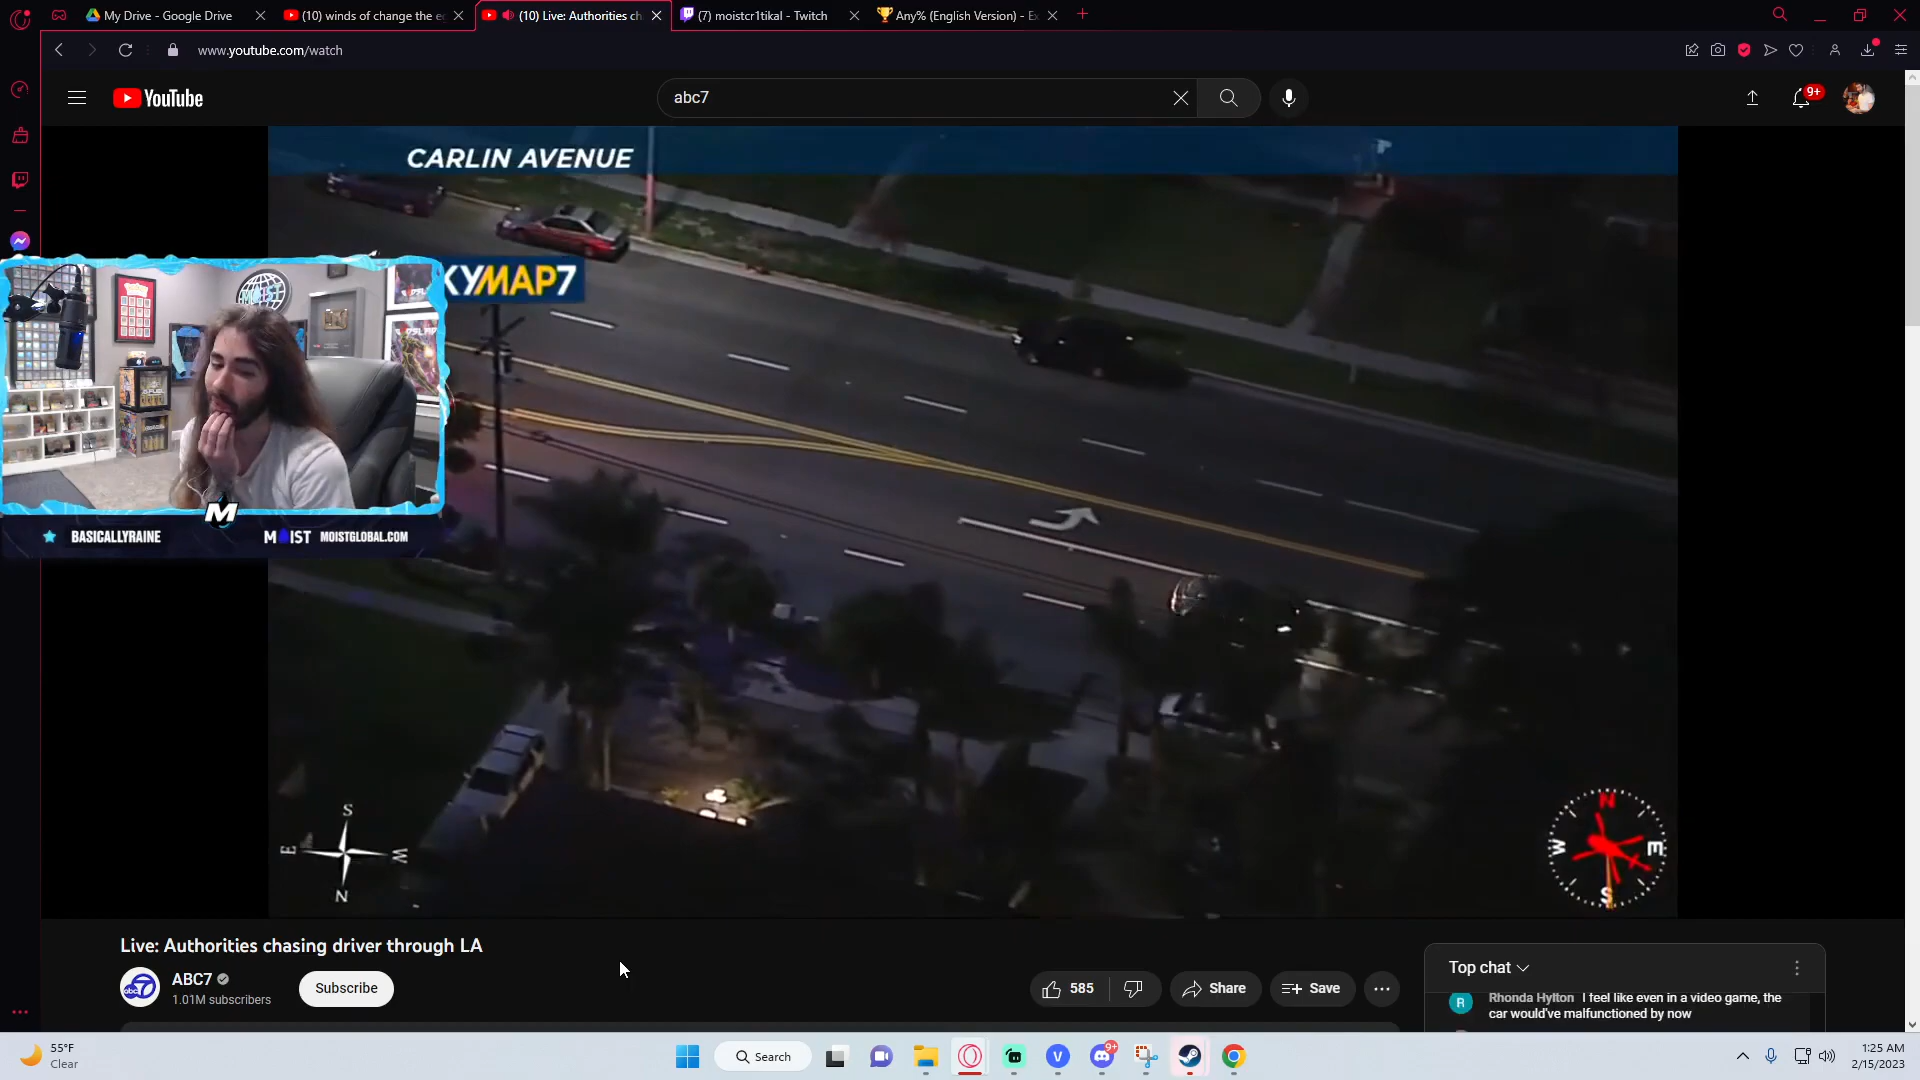 My Drive - Google Drive
(10) winds of change the e
(10) Live: Authorities ch
(7) moistcr1tikal - Twitch
Any% (English Version) - E
www.youtube.com/watch
YouTube
abc7
9+
CARLIN AVENUE
KYMAP7
MOIST
M
BASICALLYRAINE
MOIST
MOISTGLOBAL.COM
S
E W
N
N
W E
S
Live: Authorities chasing driver through LA
ABC7
1.01M subscribers
Subscribe
585
Share
Save
Top chat
R
Rhonda Hylton I feel like even in a video game, the
car would've malfunctioned by now
55°F
Clear
Search
V
9+
1:25 AM
2/15/2023